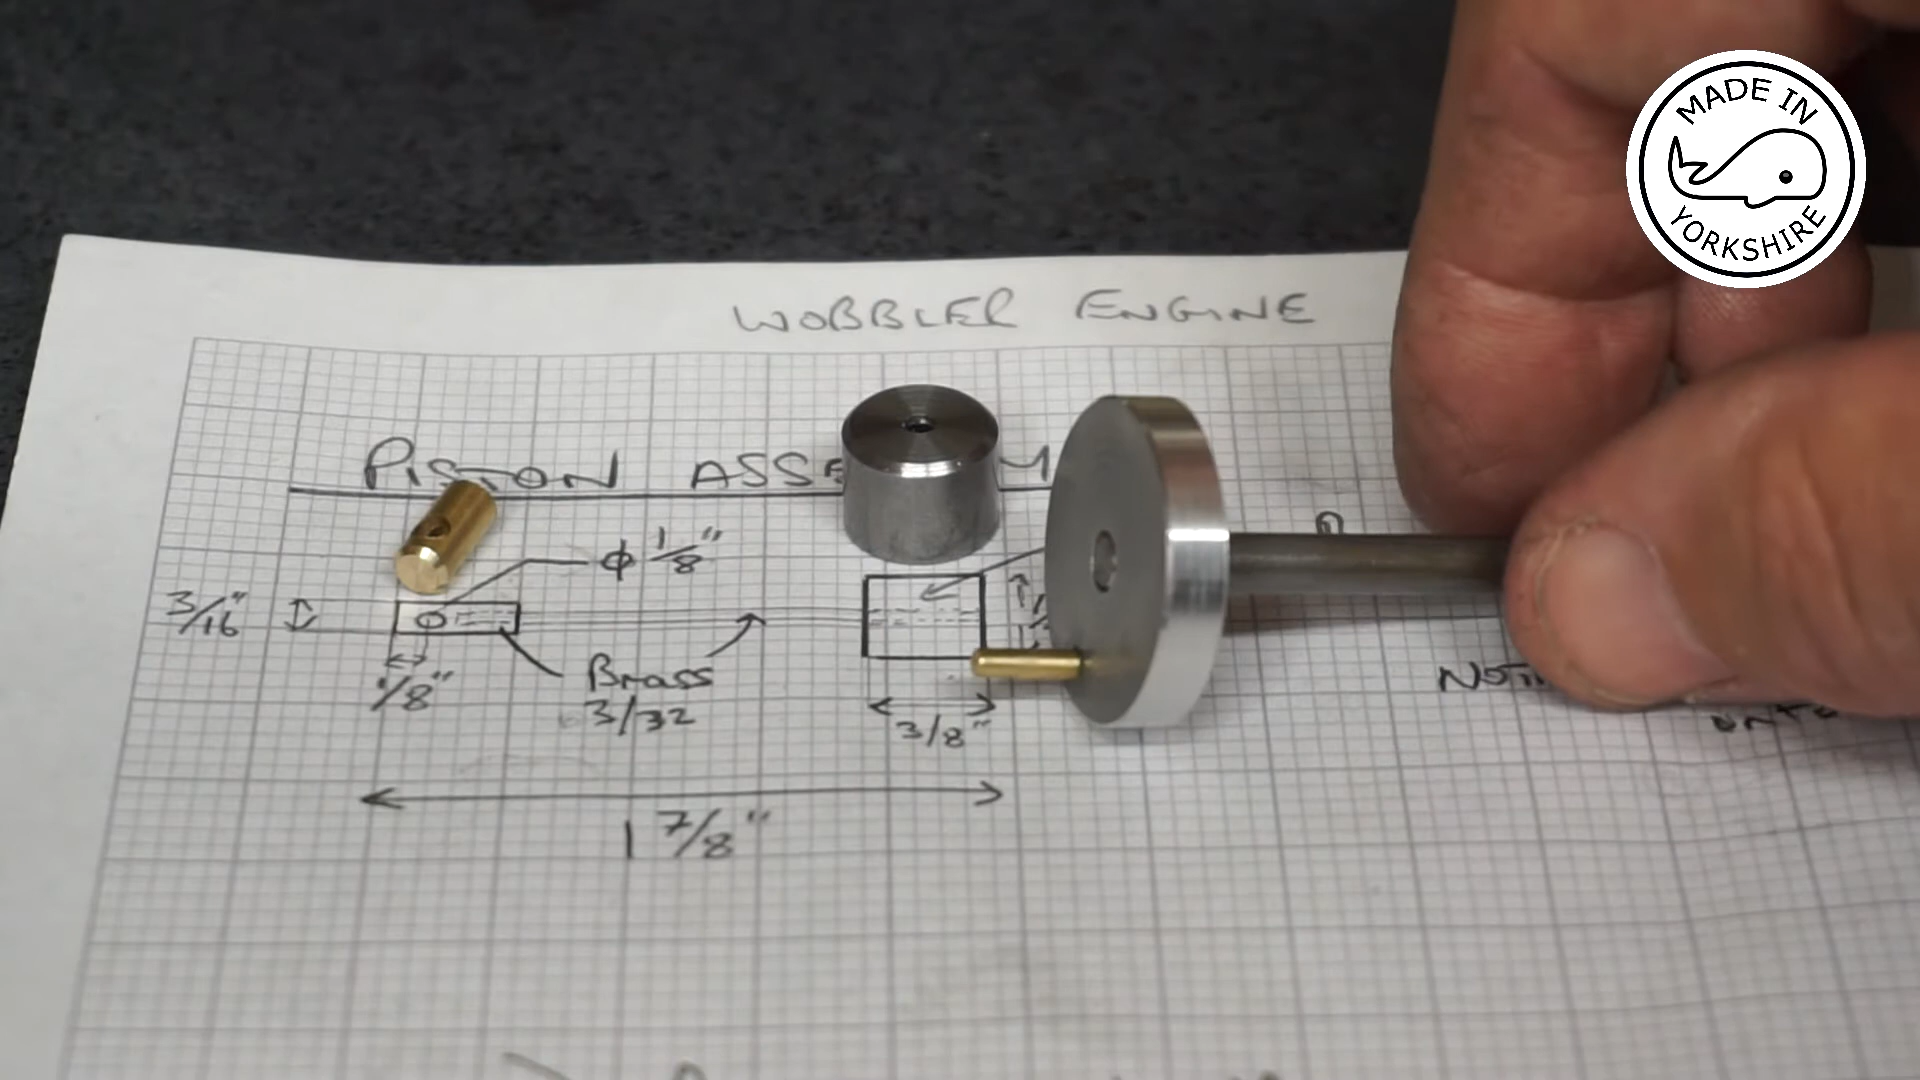 MADE IN
YORKSHIRE
WOBBLER ENGINE
PISTON ASSE
ϕ 1/8"
3/16"
1/8"
Brass
3/32
3/8"
1 7/8"